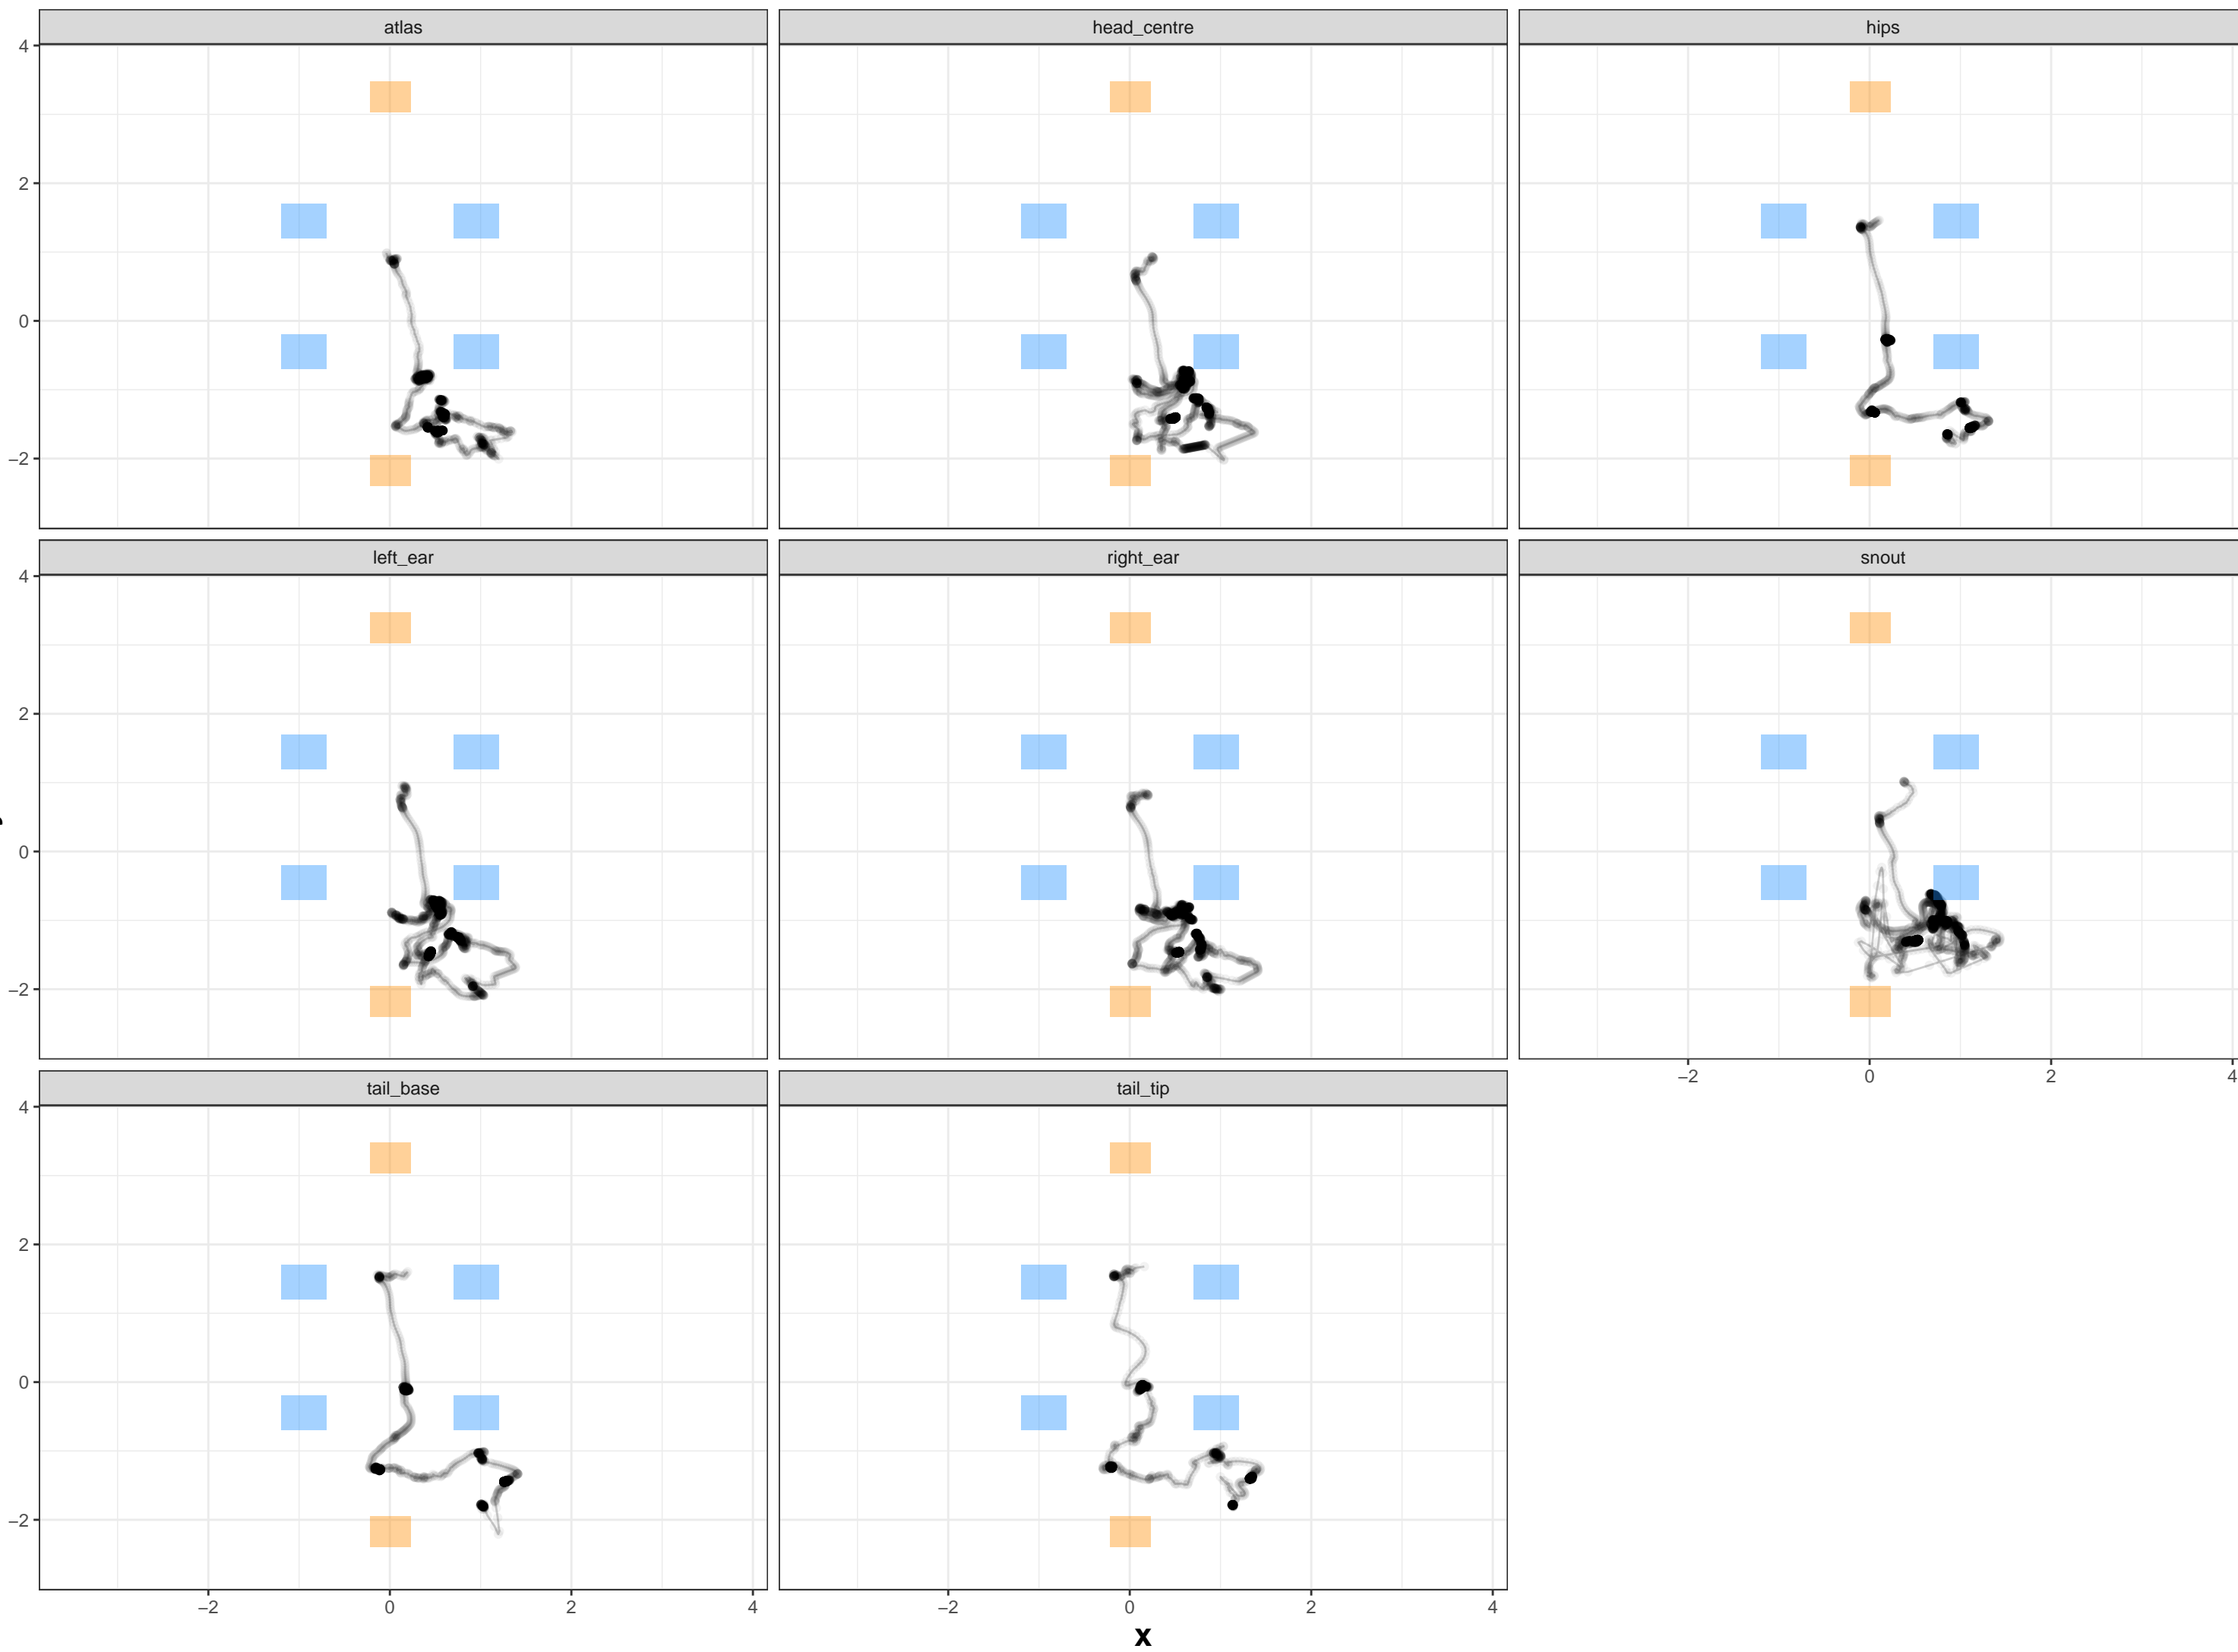 atlas head_centre hips
4
2
0
−2
left_ear right_ear snout
4
2
0
−2
−2 0 2 4
tail_base tail_tip
4
2
0
−2
−2 0 2 4 −2 0 2 4
x